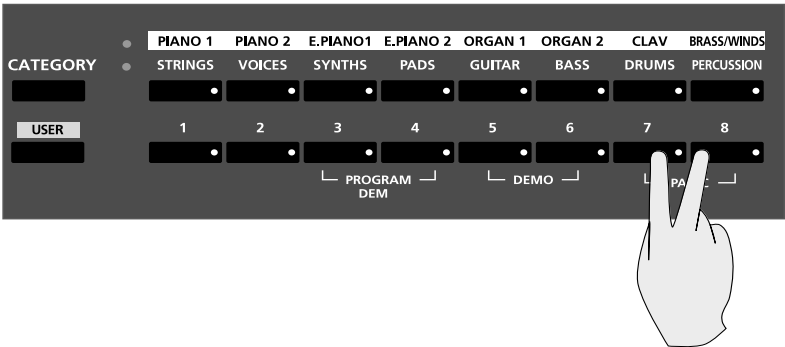 PIANO 1 PIANO 2 E.PIANO1 E.PIANO 2 ORGAN 1 ORGAN 2 CLAV BRASS/WINDS
CATEGORY STRINGS VOICES SYNTHS PADS GUITAR BASS DRUMS PERCUSSION
USER 1 2 3 4 5 6 7 8
PROGRAM DEMO
DEM